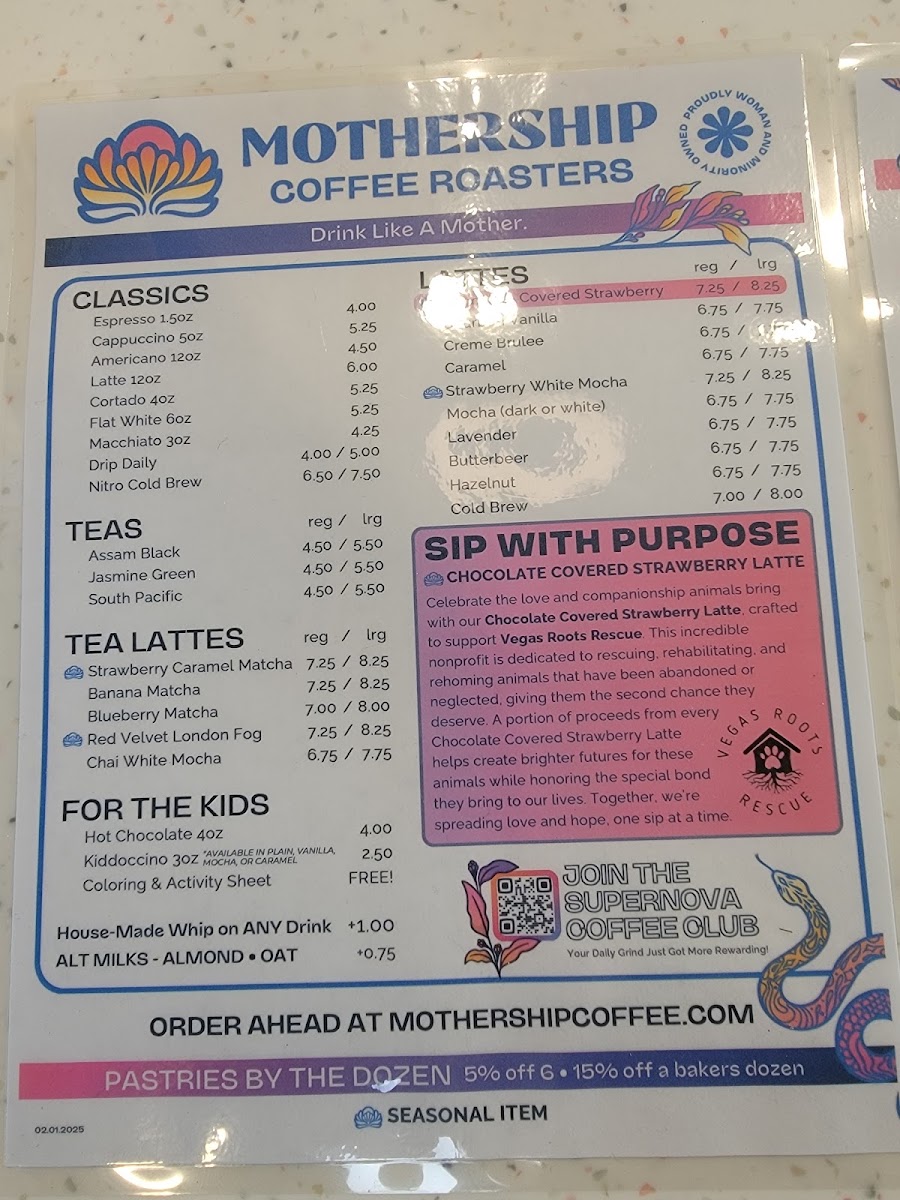 MOTHERSHIP
COFFEE ROASTERS
PROUDLY WOMAN AND MINORITY OWNED
Drink Like A Mother.
CLASSICS
Espresso 1.5oz 4.00
Cappuccino 5oz 5.25
Americano 12oz 4.50
Latte 12oz 6.00
Cortado 4oz 5.25
Flat White 6oz 5.25
Macchiato 3oz 4.25
Drip Daily 4.00 / 5.00
Nitro Cold Brew 6.50 / 7.50
TEAS reg / lrg
Assam Black 4.50 / 5.50
Jasmine Green 4.50 / 5.50
South Pacific 4.50 / 5.50
TEA LATTES reg / lrg
Strawberry Caramel Matcha 7.25 / 8.25
Banana Matcha 7.25 / 8.25
Blueberry Matcha 7.00 / 8.00
Red Velvet London Fog 7.25 / 8.25
Chai White Mocha 6.75 / 7.75
FOR THE KIDS
Hot Chocolate 4oz 4.00
Kiddoccino 3oz *AVAILABLE IN PLAIN, VANILLA, 2.50
MOCHA, OR CARAMEL
Coloring & Activity Sheet FREE!
House-Made Whip on ANY Drink +1.00
ALT MILKS - ALMOND • OAT +0.75
LATTES reg / lrg
Covered Strawberry 7.25 / 8.25
Vanilla 6.75 / 7.75
Creme Brulee 6.75 /
Caramel 6.75 / 7.75
Strawberry White Mocha 7.25 / 8.25
Mocha (dark or white) 6.75 / 7.75
Lavender 6.75 / 7.75
Butterbeer 6.75 / 7.75
Hazelnut 6.75 / 7.75
Cold Brew 7.00 / 8.00
SIP WITH PURPOSE
CHOCOLATE COVERED STRAWBERRY LATTE
Celebrate the love and companionship animals bring
with our Chocolate Covered Strawberry Latte, crafted
to support Vegas Roots Rescue. This incredible
nonprofit is dedicated to rescuing, rehabilitating, and
rehoming animals that have been abandoned or
neglected, giving them the second chance they
deserve. A portion of proceeds from every
Chocolate Covered Strawberry Latte
helps create brighter futures for these
animals while honoring the special bond
they bring to our lives. Together, we're
spreading love and hope, one sip at a time.
VEGAS ROOTS
RESCUE
JOIN THE
SUPERNOVA
COFFEE CLUB
Your Daily Grind Just Got More Rewarding!
ORDER AHEAD AT MOTHERSHIPCOFFEE.COM
PASTRIES BY THE DOZEN 5% off 6 • 15% off a bakers dozen
SEASONAL ITEM
02.01.2025